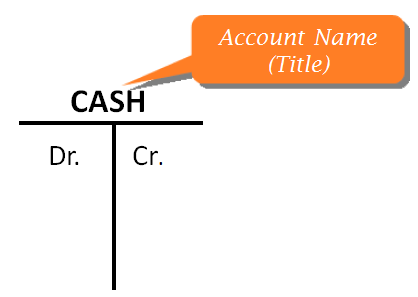 Account Name
(Title)
CASH
Dr. Cr.